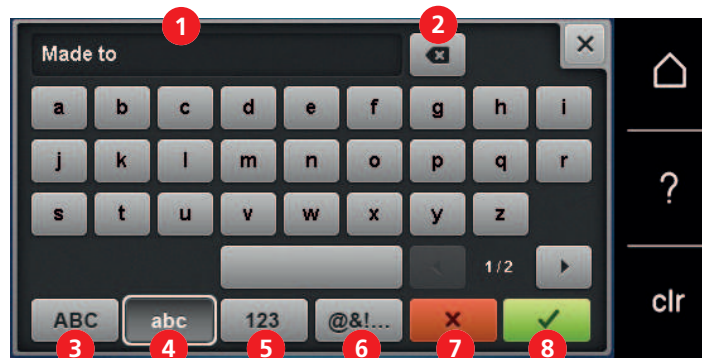 1 2
Made to
a b c d e f g h i
j k l m n o p q r
s t u v w x y z
1/2
ABC abc 123 @&!...
3 4 5 6 7 8
?
clr